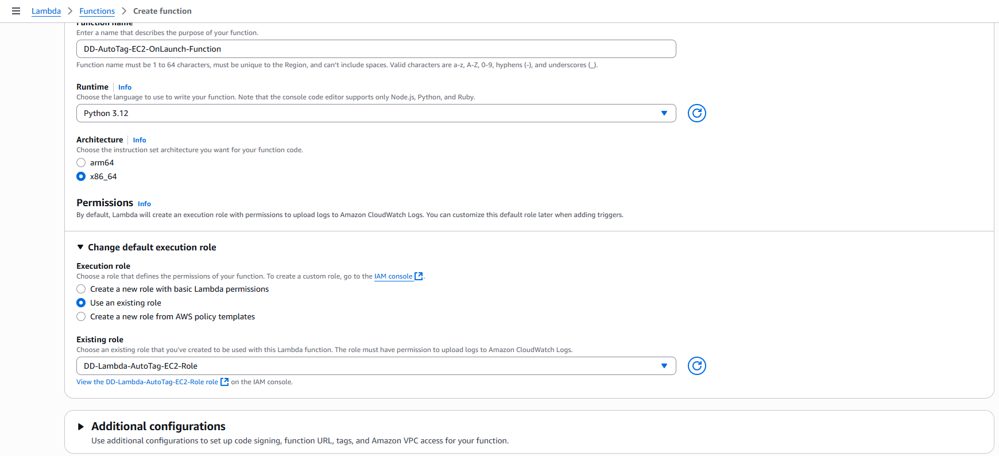 Lambda > Functions > Create function
Function name
Enter a name that describes the purpose of your function.
DD-AutoTag-EC2-OnLaunch-Function
Function name must be 1 to 64 characters, must be unique to the Region, and can't include spaces. Valid characters are a-z, A-Z, 0-9, hyphens (-), and underscores (_).
Runtime Info
Choose the language to use to write your function. Note that the console code editor supports only Node.js, Python, and Ruby.
Python 3.12
Architecture Info
Choose the instruction set architecture you want for your function code.
arm64
x86_64
Permissions Info
By default, Lambda will create an execution role with permissions to upload logs to Amazon CloudWatch Logs. You can customize this default role later when adding triggers.
Change default execution role
Execution role
Choose a role that defines the permissions of your function. To create a custom role, go to the IAM console.
Create a new role with basic Lambda permissions
Use an existing role
Create a new role from AWS policy templates
Existing role
Choose an existing role that you've created to be used with this Lambda function. The role must have permission to upload logs to Amazon CloudWatch Logs.
DD-Lambda-AutoTag-EC2-Role
View the DD-Lambda-AutoTag-EC2-Role role on the IAM console.
Additional configurations
Use additional configurations to set up code signing, function URL, tags, and Amazon VPC access for your function.